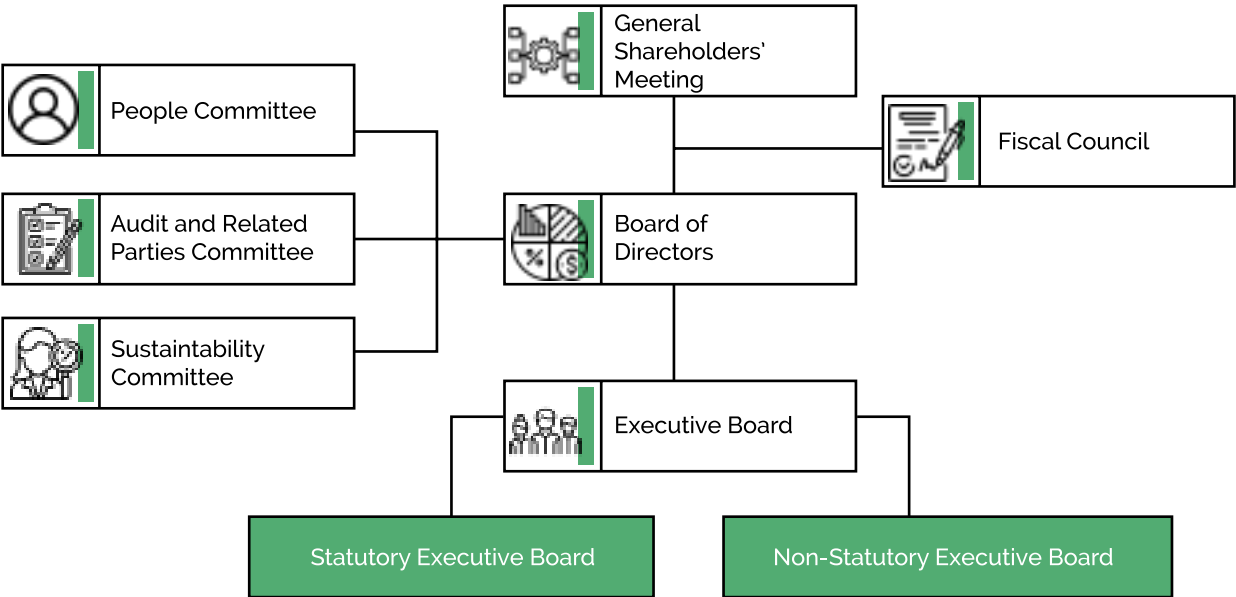 General
Shareholders'
Meeting
People Committee
Fiscal Council
Audit and Related
Parties Committee
Board of
Directors
Sustaintability
Committee
Executive Board
Statutory Executive Board
Non-Statutory Executive Board